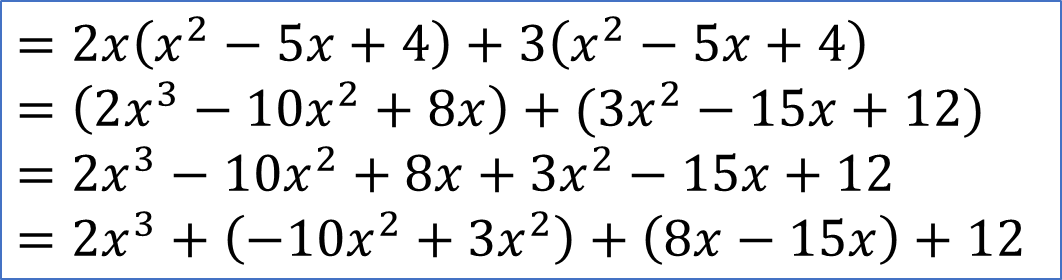 = 2x(x² − 5x + 4) + 3(x² − 5x + 4)
= (2x³ − 10x² + 8x) + (3x² − 15x + 12)
= 2x³ − 10x² + 8x + 3x² − 15x + 12
= 2x³ + (−10x² + 3x²) + (8x − 15x) + 12